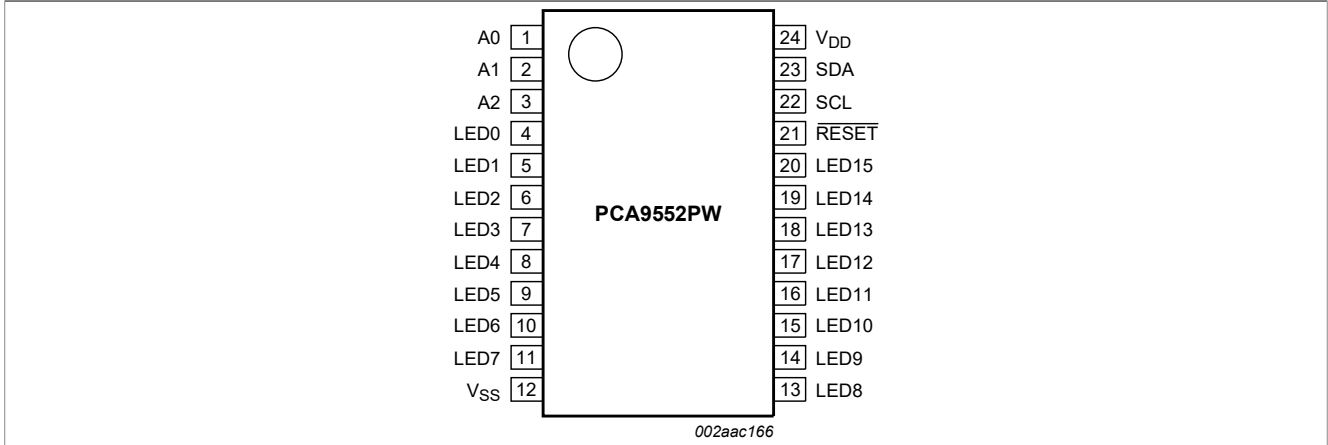 A0 1 24 VDD
A1 2 23 SDA
A2 3 22 SCL
LED0 4 21 RESET
LED1 5 20 LED15
LED2 6 19 LED14
PCA9552PW
LED3 7 18 LED13
LED4 8 17 LED12
LED5 9 16 LED11
LED6 10 15 LED10
LED7 11 14 LED9
VSS 12 13 LED8
002aac166